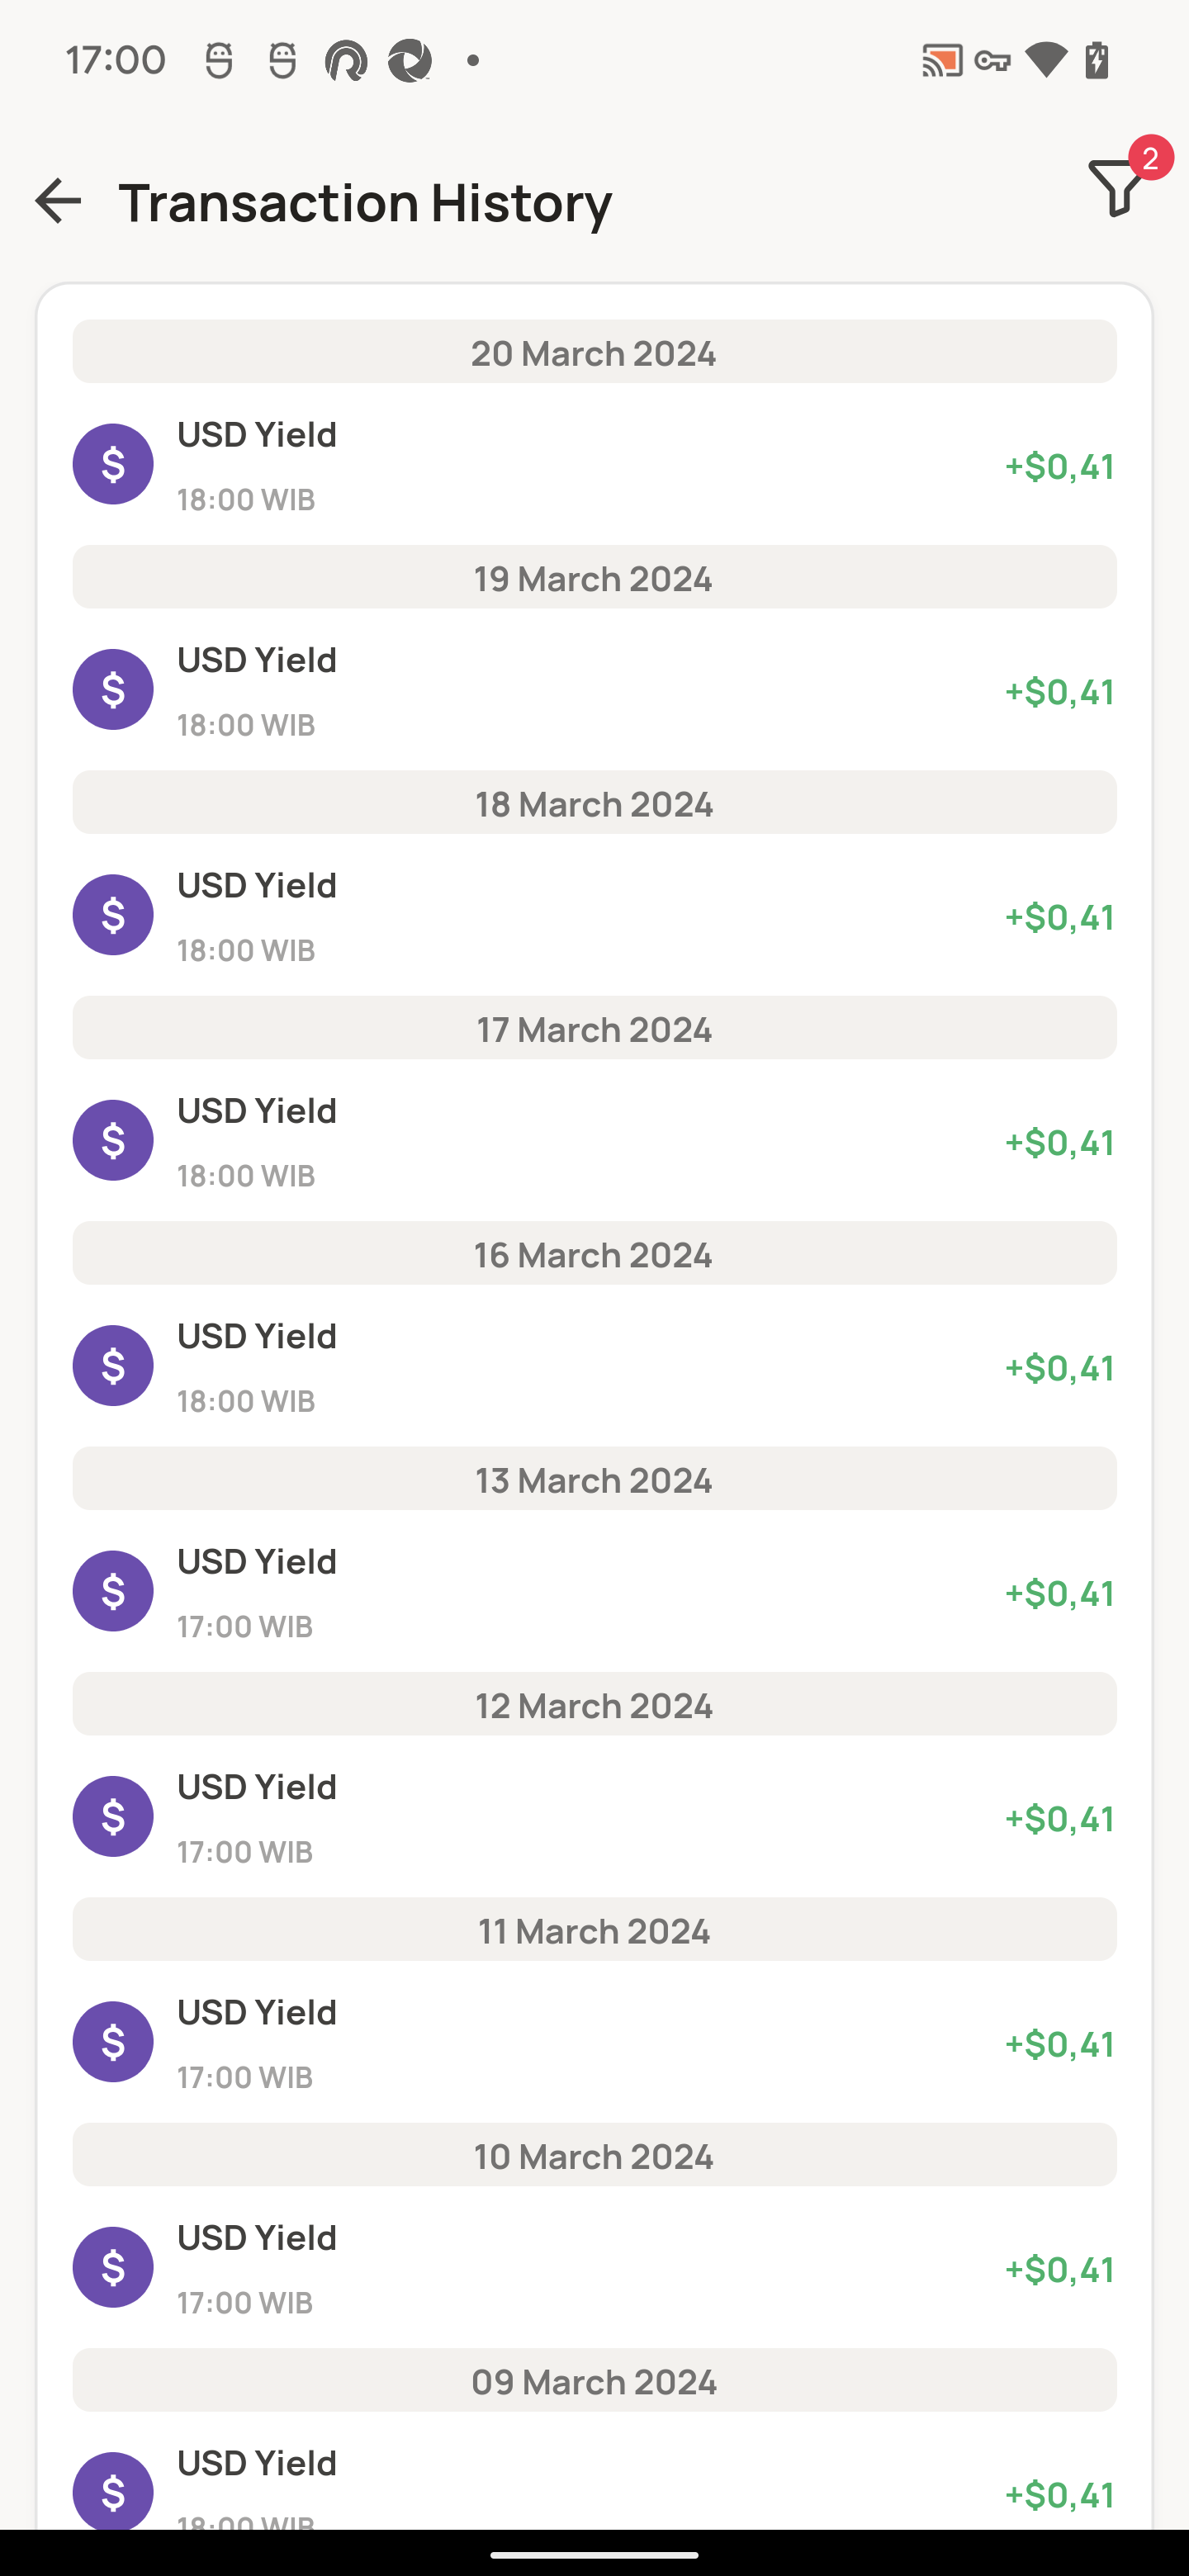 17:00
2
Transaction History
20 March 2024
USD Yield
+$0,41
18:00 WIB
19 March 2024
USD Yield
+$0,41
18:00 WIB
18 March 2024
USD Yield
+$0,41
18:00 WIB
17 March 2024
USD Yield
+$0,41
18:00 WIB
16 March 2024
USD Yield
+$0,41
18:00 WIB
13 March 2024
USD Yield
+$0,41
17:00 WIB
12 March 2024
USD Yield
+$0,41
17:00 WIB
11 March 2024
USD Yield
+$0,41
17:00 WIB
10 March 2024
USD Yield
+$0,41
17:00 WIB
09 March 2024
USD Yield
+$0,41
18:00 WIB